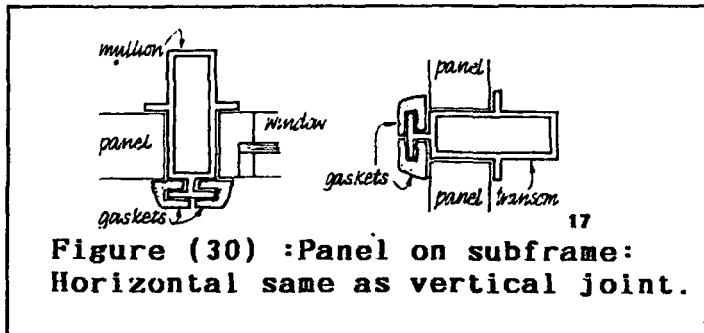 mullion
panel
window
gaskets
panel
gaskets
panel
transom
17
Figure (30) :Panel on subframe:
Horizontal same as vertical joint.